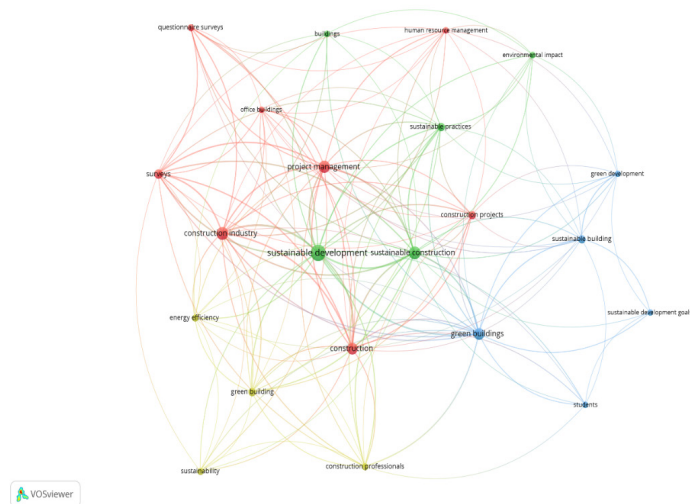 questionnaire surveys
buildings
human resource management
environmental impact
office buildings
sustainable practices
project management
surveys
green development
construction projects
construction industry
sustainable building
sustainable development
sustainable construction
energy efficiency
sustainable development goal
green buildings
construction
green building
students
sustainability
construction professionals
VOSviewer